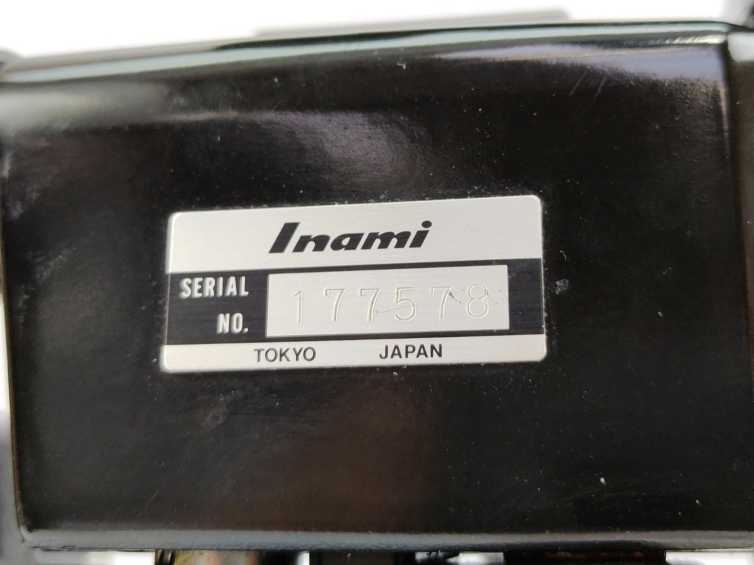 Inami
SERIAL NO. 177578
TOKYO JAPAN